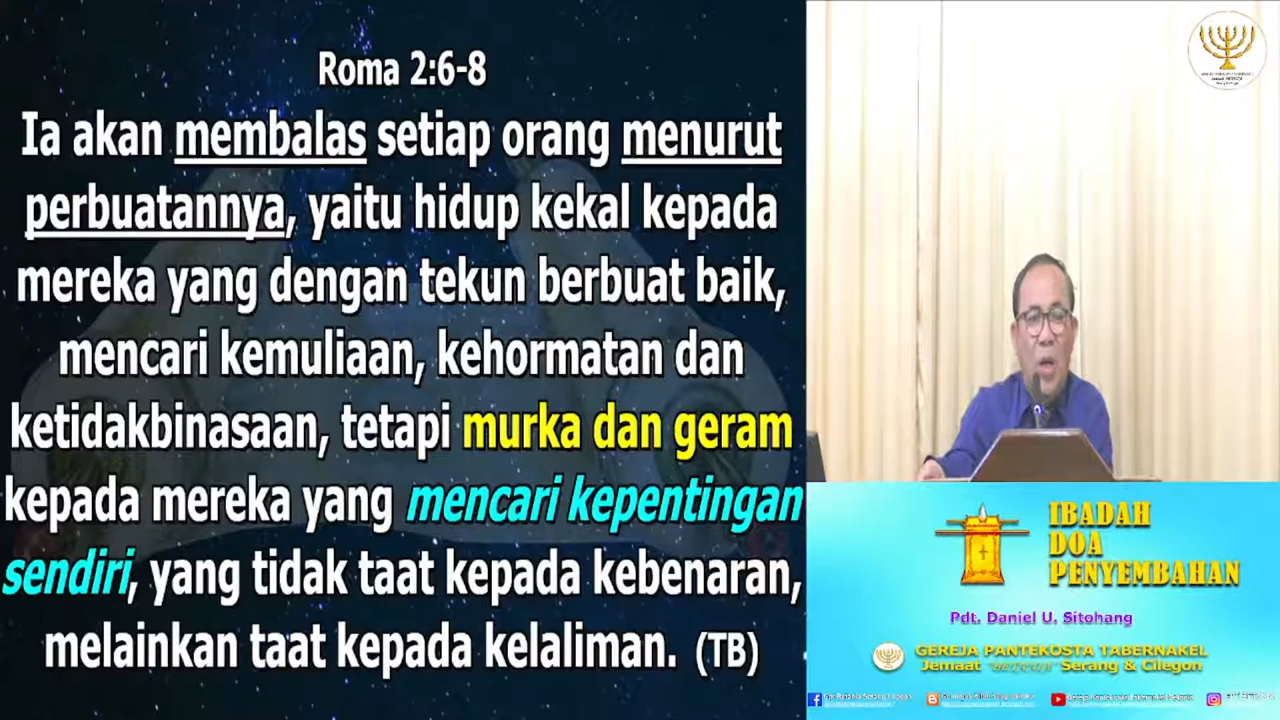 Roma 2:6-8
Ia akan membalas setiap orang menurut
perbuatannya, yaitu hidup kekal kepada
mereka yang dengan tekun berbuat baik,
mencari kemuliaan, kehormatan dan
ketidakbinasaan, tetapi murka dan geram
kepada mereka yang mencari kepentingan
sendiri, yang tidak taat kepada kebenaran,
melainkan taat kepada kelaliman. (TB)
IBADAH
DOA
PENYEMBAHAN
Pdt. Daniel U. Sitohang
GEREJA PANTEKOSTA TABERNAKEL
Jemaat "BETANIA" Serang & Cilegon